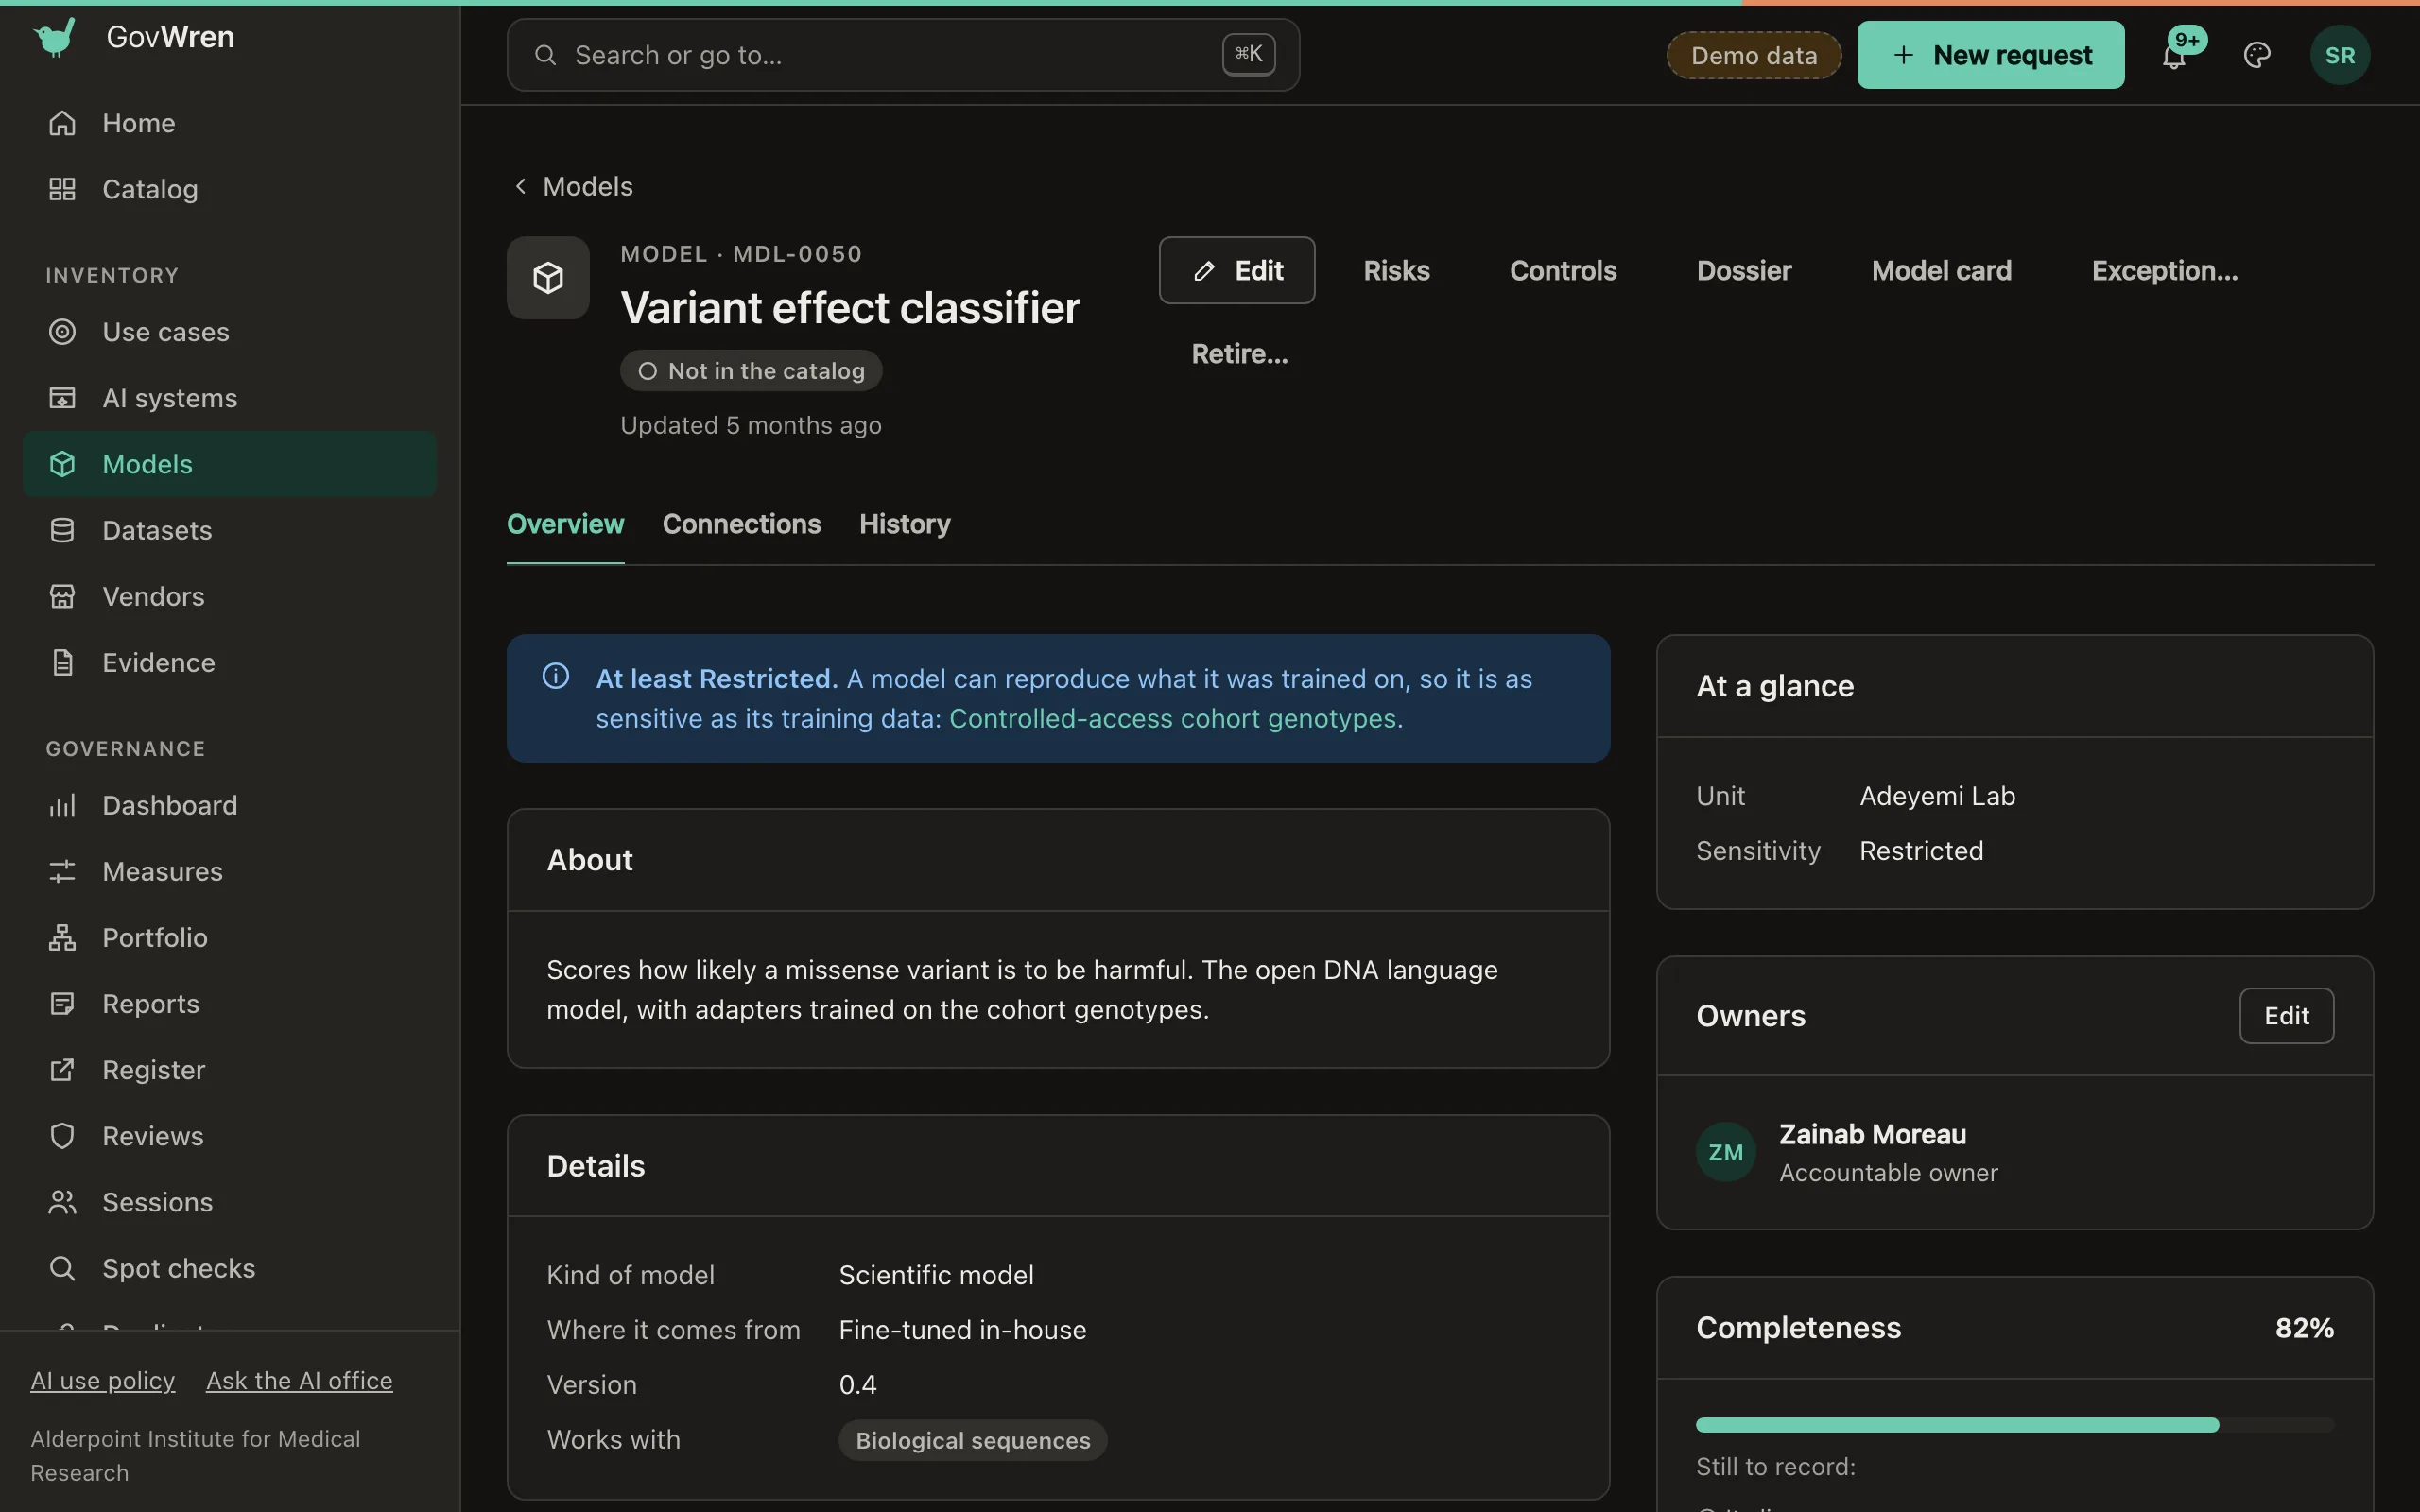 GovWren
Search or go to...
⌘K
Demo data
+ New request
9+
SR
Home
Catalog
INVENTORY
Use cases
AI systems
Models
Datasets
Vendors
Evidence
GOVERNANCE
Dashboard
Measures
Portfolio
Reports
Register
Reviews
Sessions
Spot checks
AI use policy
Ask the AI office
Alderpoint Institute for Medical
Research
Models
MODEL · MDL-0050
Variant effect classifier
Not in the catalog
Updated 5 months ago
Edit
Risks
Controls
Dossier
Model card
Exception...
Retire...
Overview
Connections
History
At least Restricted. A model can reproduce what it was trained on, so it is as
sensitive as its training data: Controlled-access cohort genotypes.
About
Scores how likely a missense variant is to be harmful. The open DNA language
model, with adapters trained on the cohort genotypes.
Details
Kind of model Scientific model
Where it comes from Fine-tuned in-house
Version 0.4
Works with Biological sequences
At a glance
Unit Adeyemi Lab
Sensitivity Restricted
Owners
Edit
ZM
Zainab Moreau
Accountable owner
Completeness 82%
Still to record: